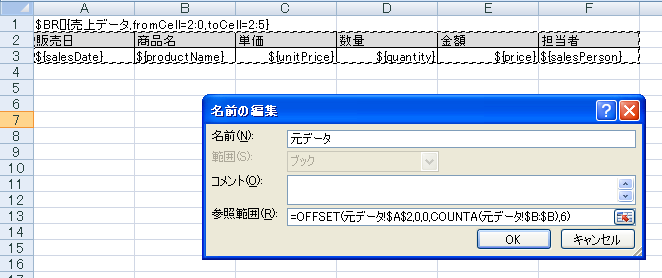 A B C D E F
1 $BR[]{売上データ,fromCell=2:0,toCell=2:5}
2 販売日 商品名 単価 数量 金額 担当者
3 ${salesDate} ${productName} ${unitPrice} ${quantity} ${price} ${salesPerson}
4
5
6
7
8
9
10
11
12
13
14
15
16
名前の編集
名前(N): 元データ
範囲(S): ブック
コメント(O):
参照範囲(R): =OFFSET(元データ!$A$2,0,0,COUNTA(元データ!$B:$B),6)
OK キャンセル